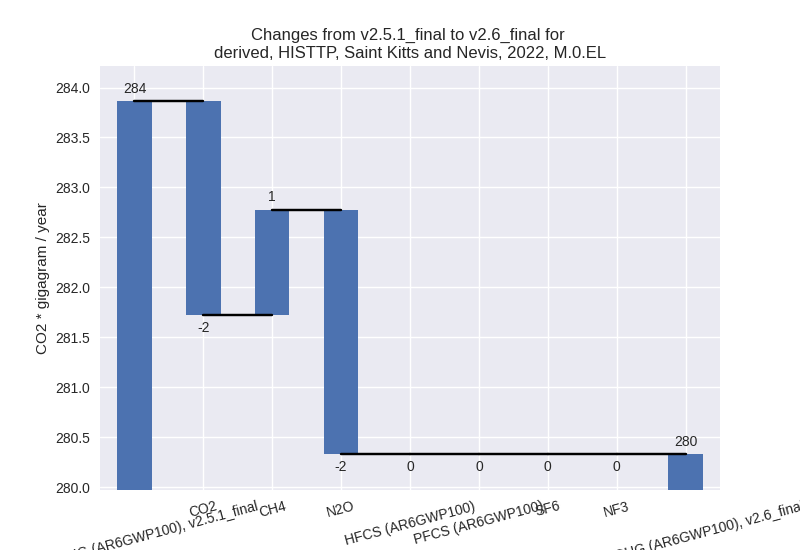 Changes from v2.5.1_final to v2.6_final for
derived, HISTTP, Saint Kitts and Nevis, 2022, M.0.EL
CO2 * gigagram / year
284.0
283.5
283.0
282.5
282.0
281.5
281.0
280.5
280.0
284
-2
1
-2
0
0
0
0
280
(AR6GWP100), v2.5.1_final
CO2
CH4
N2O
HFCS (AR6GWP100)
PFCS (AR6GWP100)
SF6
NF3
(AR6GWP100), v2.6_final